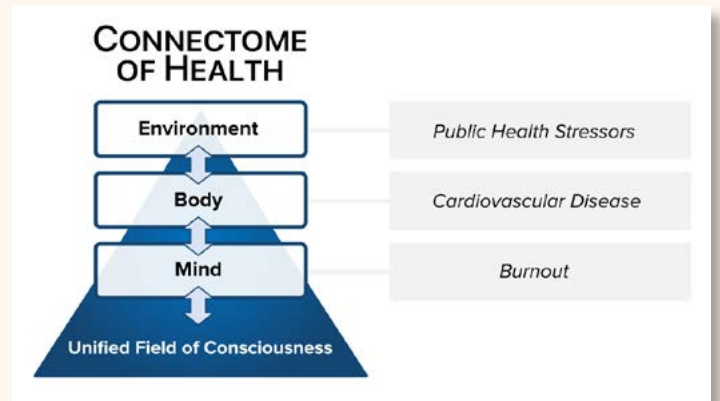 CONNECTOME
OF HEALTH
Environment
Public Health Stressors
Body
Cardiovascular Disease
Mind
Burnout
Unified Field of Consciousness